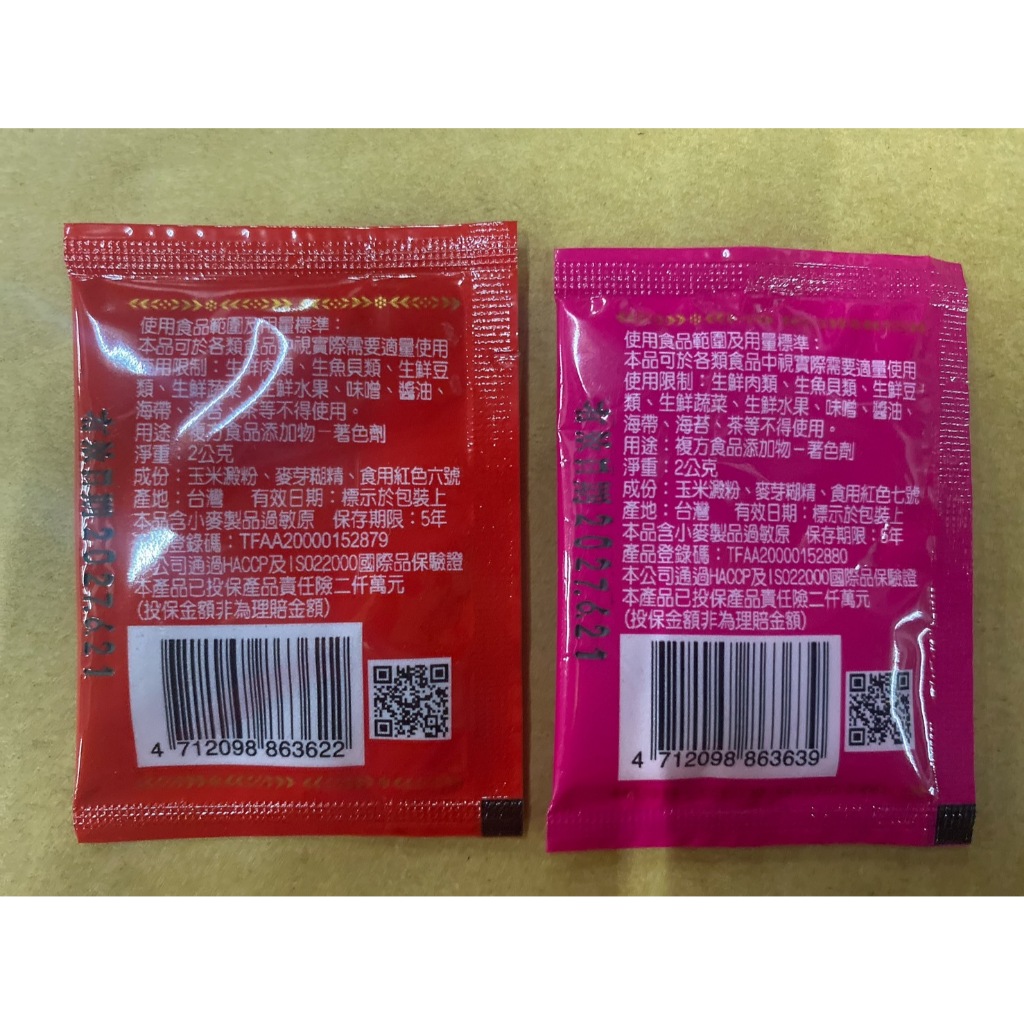 使用食品範圍及用量標準：
本品可於各類食品中視實際需要適量使用
使用限制：生鮮肉類、生魚貝類、生鮮豆
類、生鮮蔬菜、生鮮水果、味噌、醬油、
海帶、海苔、茶等不得使用。
用途：複方食品添加物－著色劑
淨重：2公克
成份：玉米澱粉、麥芽糊精、食用紅色六號
產地：台灣　有效日期：標示於包裝上
本品含小麥製品過敏原　保存期限：5年
產品登錄碼：TFAA20000152879
本公司通過HACCP及ISO22000國際品保驗證
本產品已投保產品責任險二仟萬元
(投保金額非為理賠金額)
2027.6.21
4 712098 863622
使用食品範圍及用量標準：
本品可於各類食品中視實際需要適量使用
使用限制：生鮮肉類、生魚貝類、生鮮豆
類、生鮮蔬菜、生鮮水果、味噌、醬油、
海帶、海苔、茶等不得使用。
用途：複方食品添加物－著色劑
淨重：2公克
成份：玉米澱粉、麥芽糊精、食用紅色七號
產地：台灣　有效日期：標示於包裝上
本品含小麥製品過敏原　保存期限：5年
產品登錄碼：TFAA20000152880
本公司通過HACCP及ISO22000國際品保驗證
本產品已投保產品責任險二仟萬元
(投保金額非為理賠金額)
2027.6.21
4 712098 863639